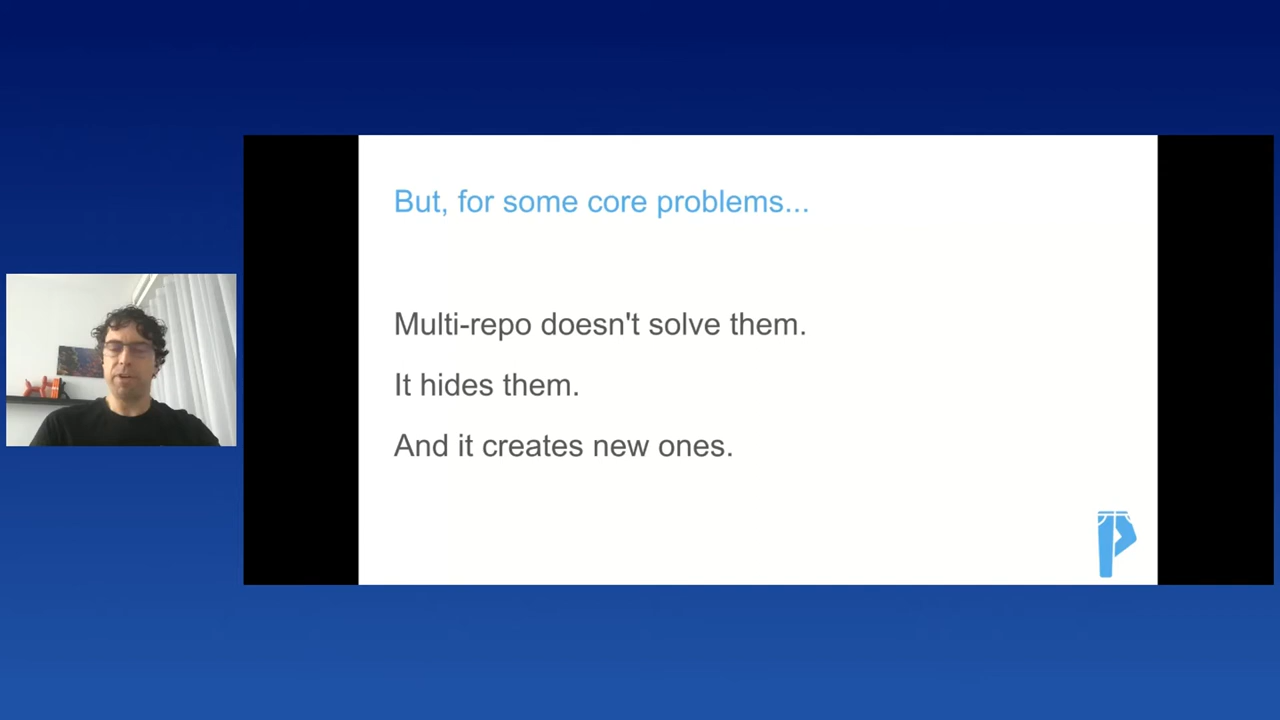 But, for some core problems...
Multi-repo doesn't solve them.
It hides them.
And it creates new ones.